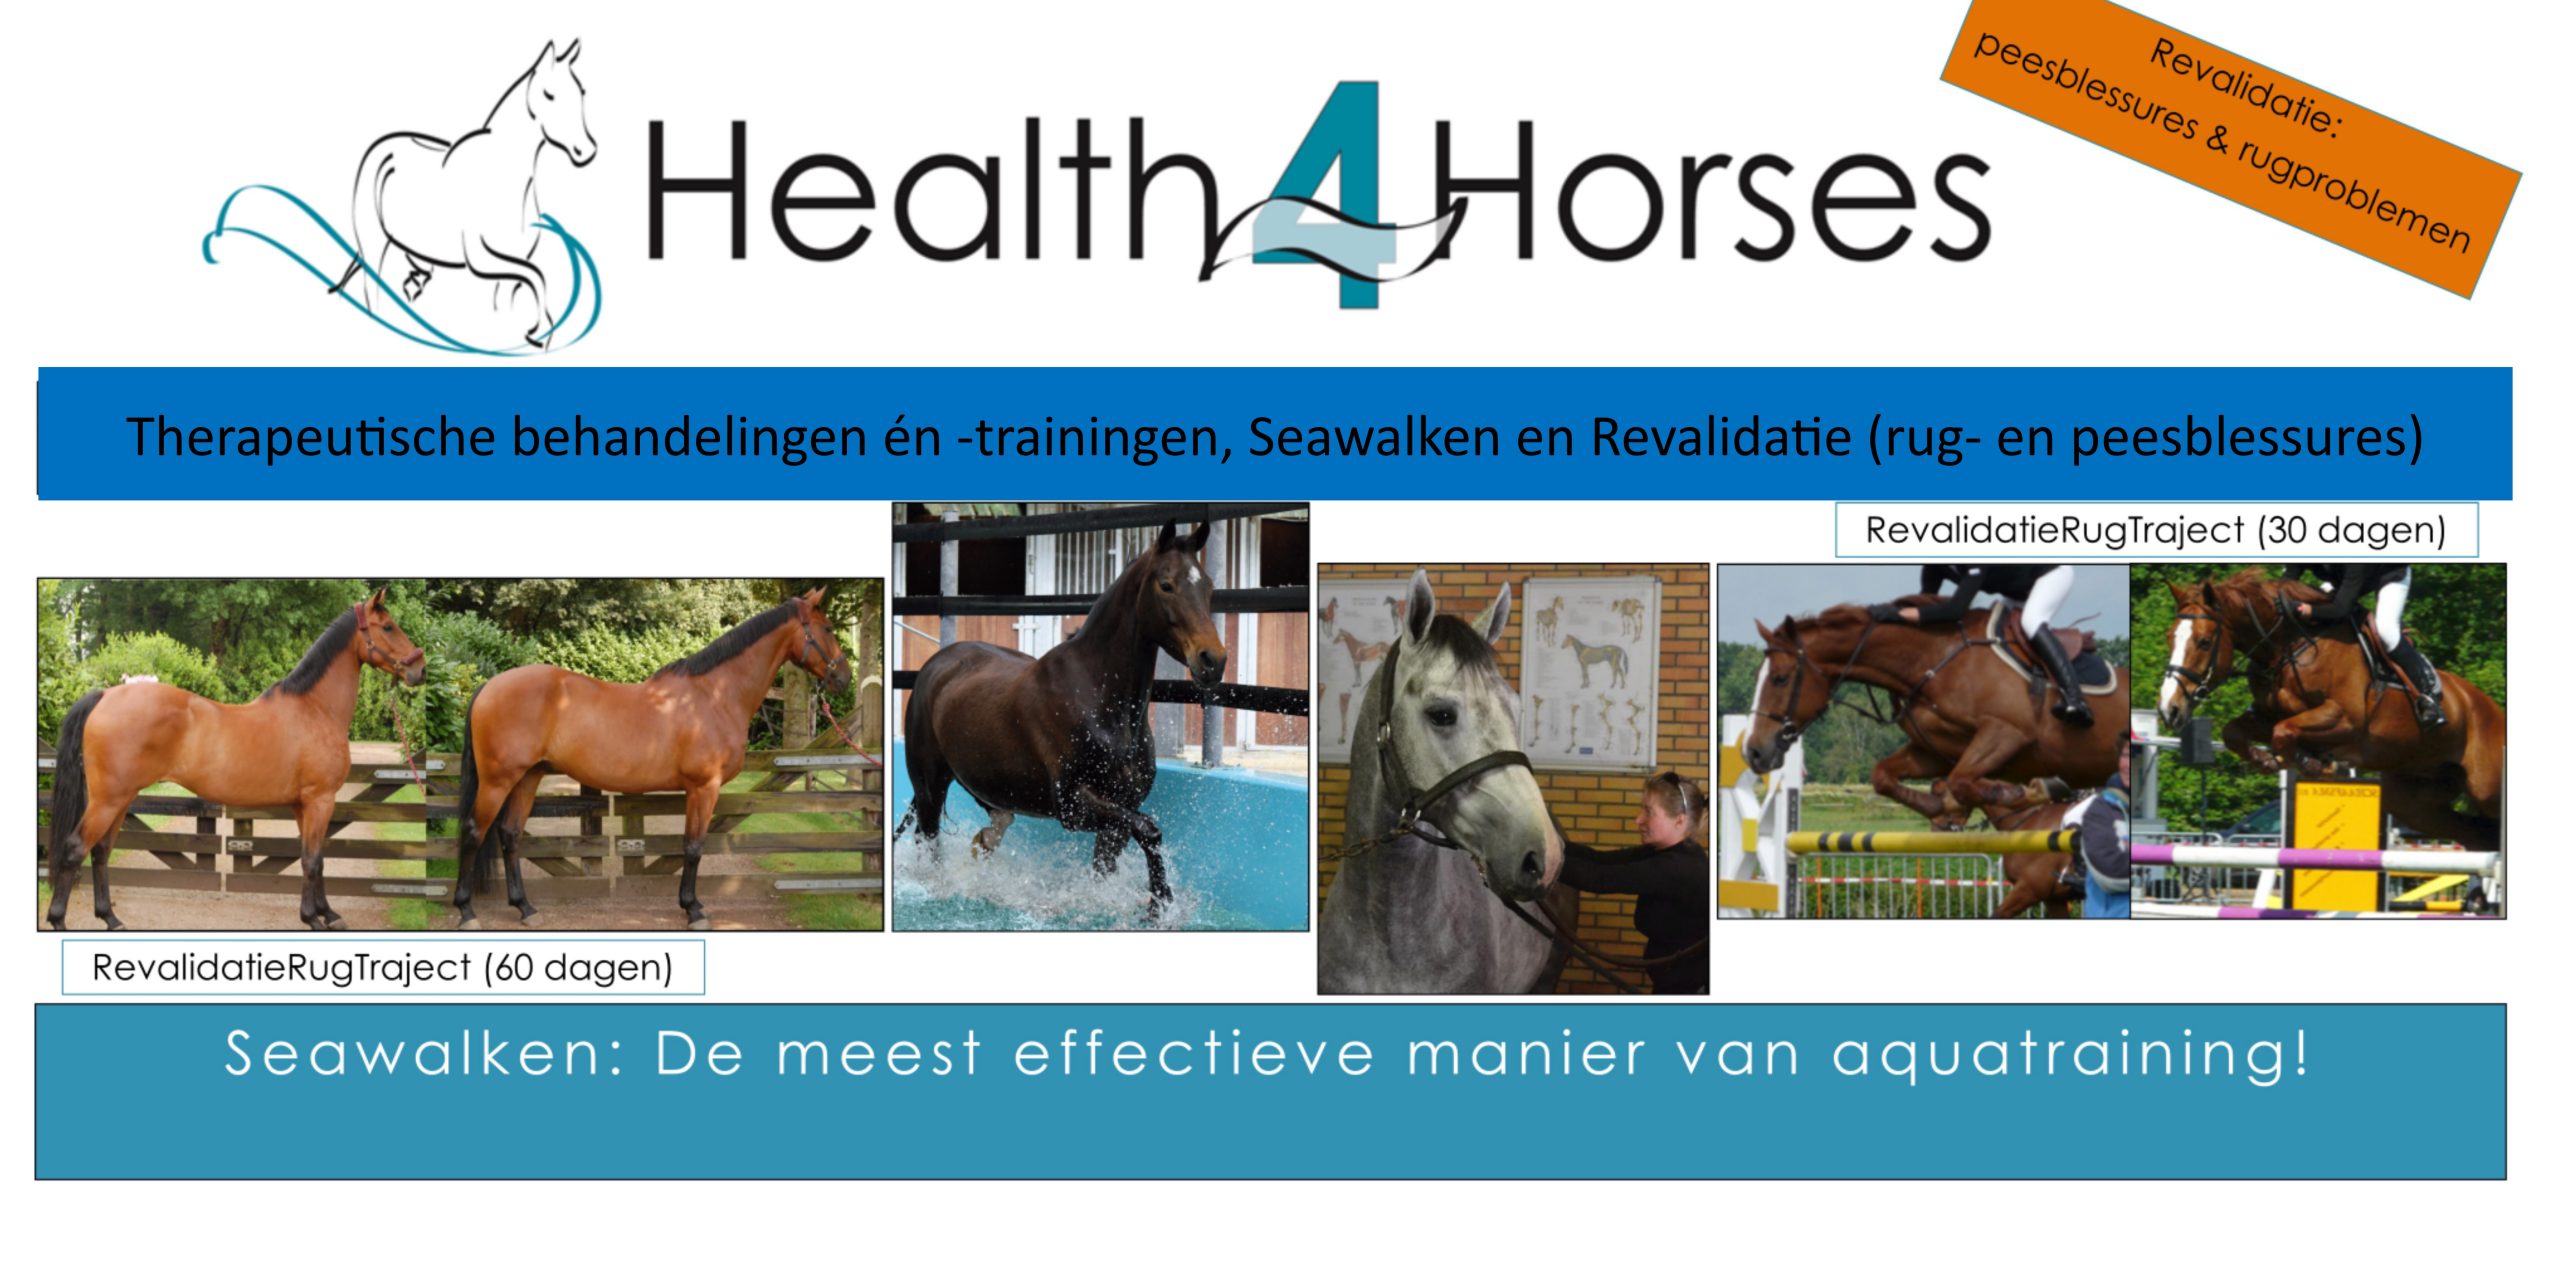 Health4Horses
Revalidatie:
peesblessures & rugproblemen
Therapeutische behandelingen én -trainingen, Seawalken en Revalidatie (rug- en peesblessures)
RevalidatieRugTraject (30 dagen)
RevalidatieRugTraject (60 dagen)
Seawalken: De meest effectieve manier van aquatraining!